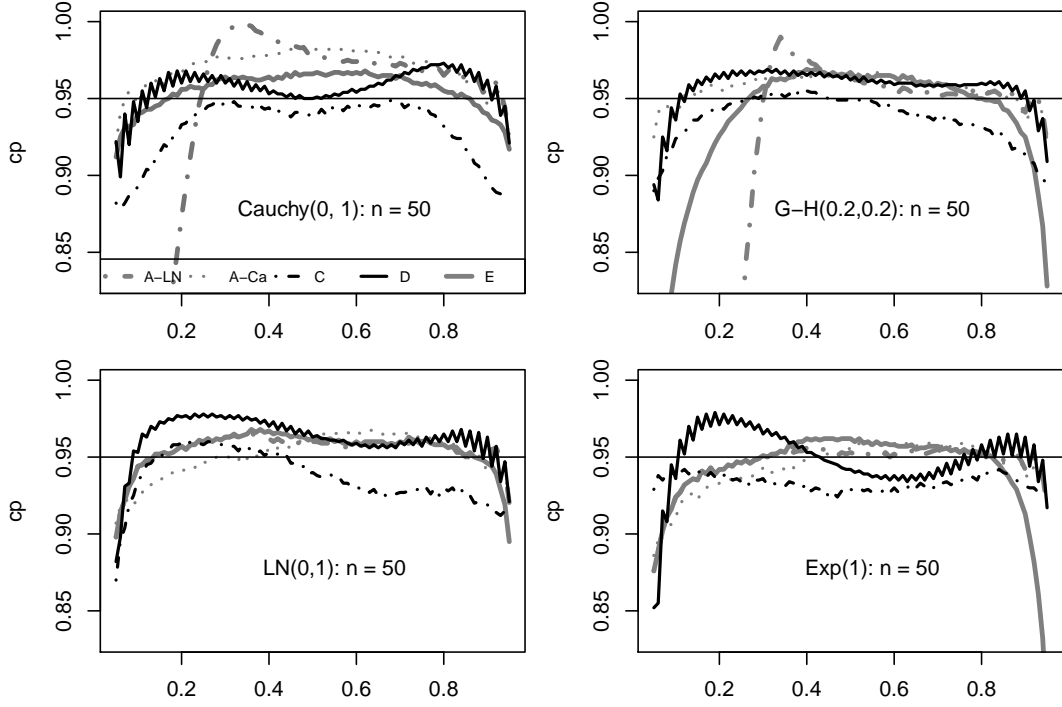 1.00
0.95
0.90
0.85
cp
Cauchy(0, 1): n = 50
A−LN A−Ca C D E
0.2 0.4 0.6 0.8
1.00
0.95
0.90
0.85
cp
G−H(0.2,0.2): n = 50
0.2 0.4 0.6 0.8
1.00
0.95
0.90
0.85
cp
LN(0,1): n = 50
0.2 0.4 0.6 0.8
1.00
0.95
0.90
0.85
cp
Exp(1): n = 50
0.2 0.4 0.6 0.8